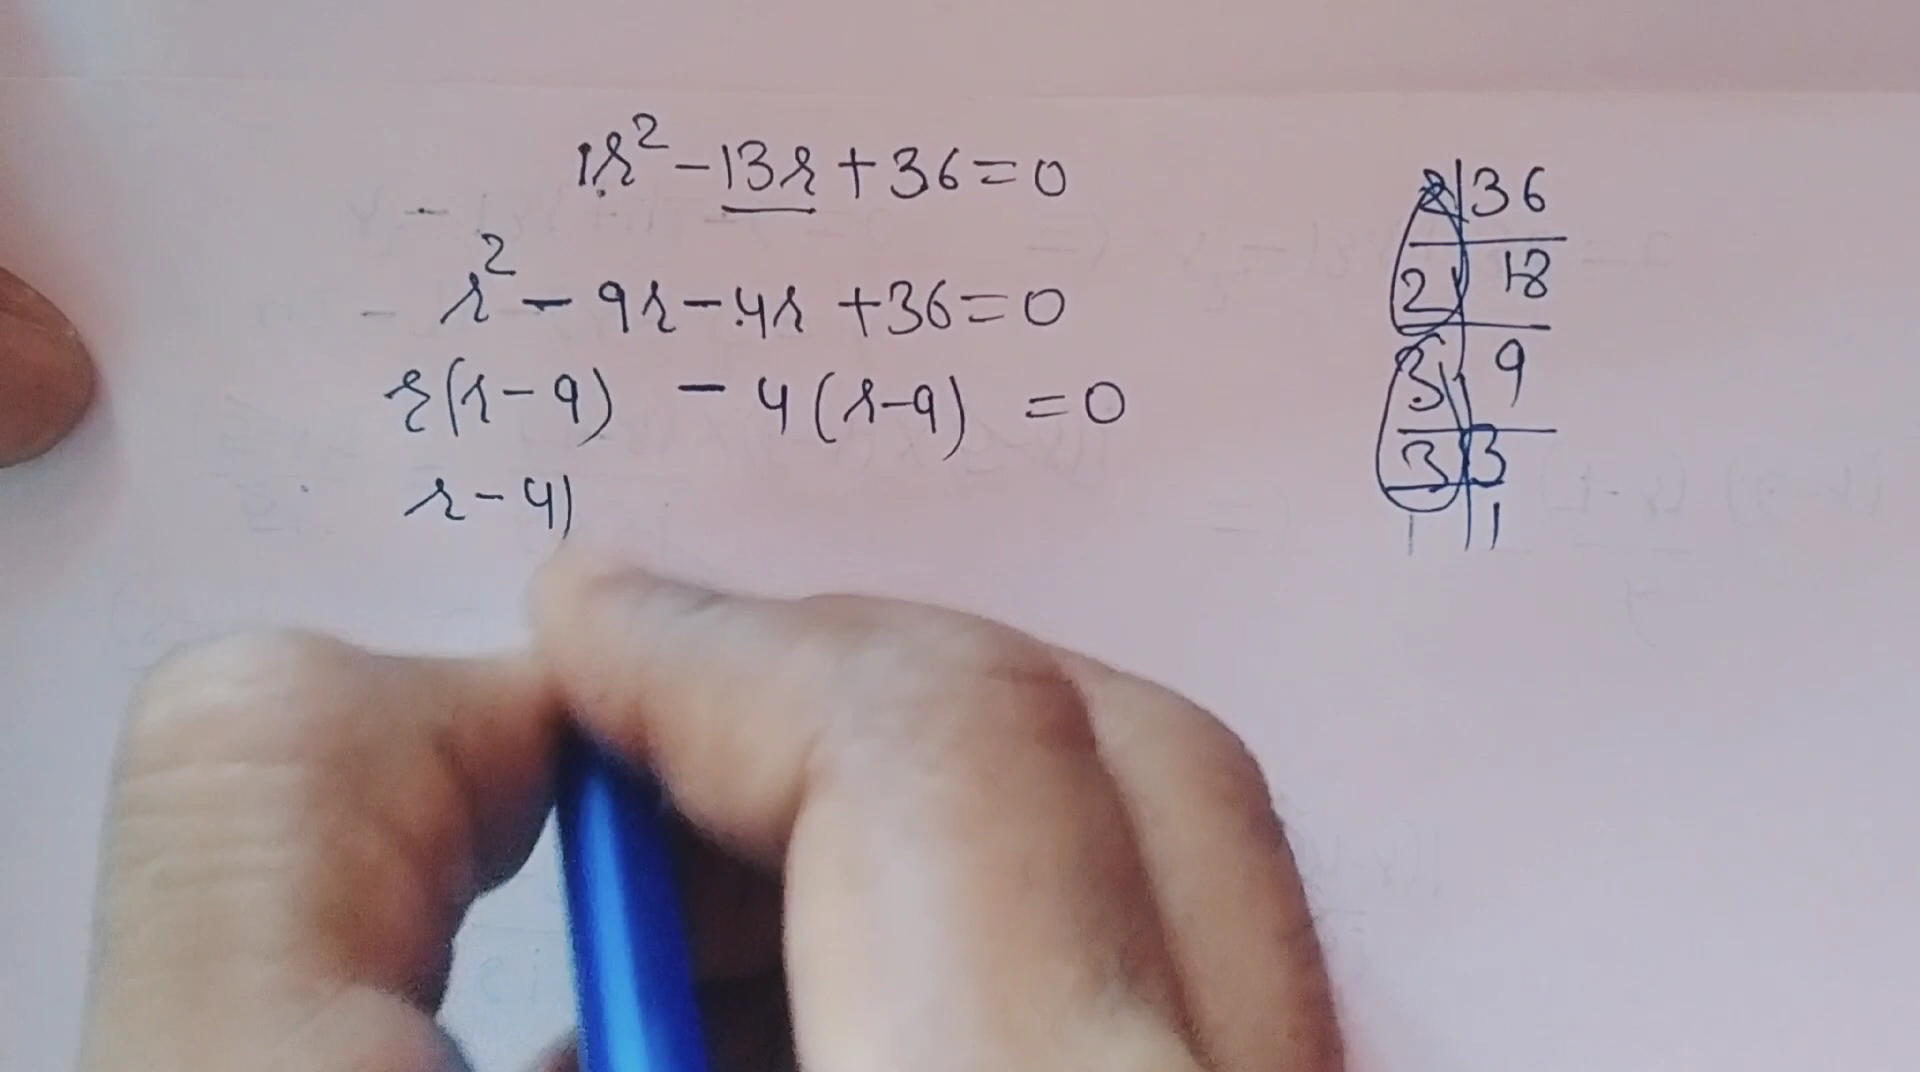 1r² - 13r + 36 = 0
r² - 9r - 4r + 36 = 0
r(r-9) - 4(r-9) = 0
r - 4)
2 | 36
2 | 18
3 | 9
3 | 3
1 | 1